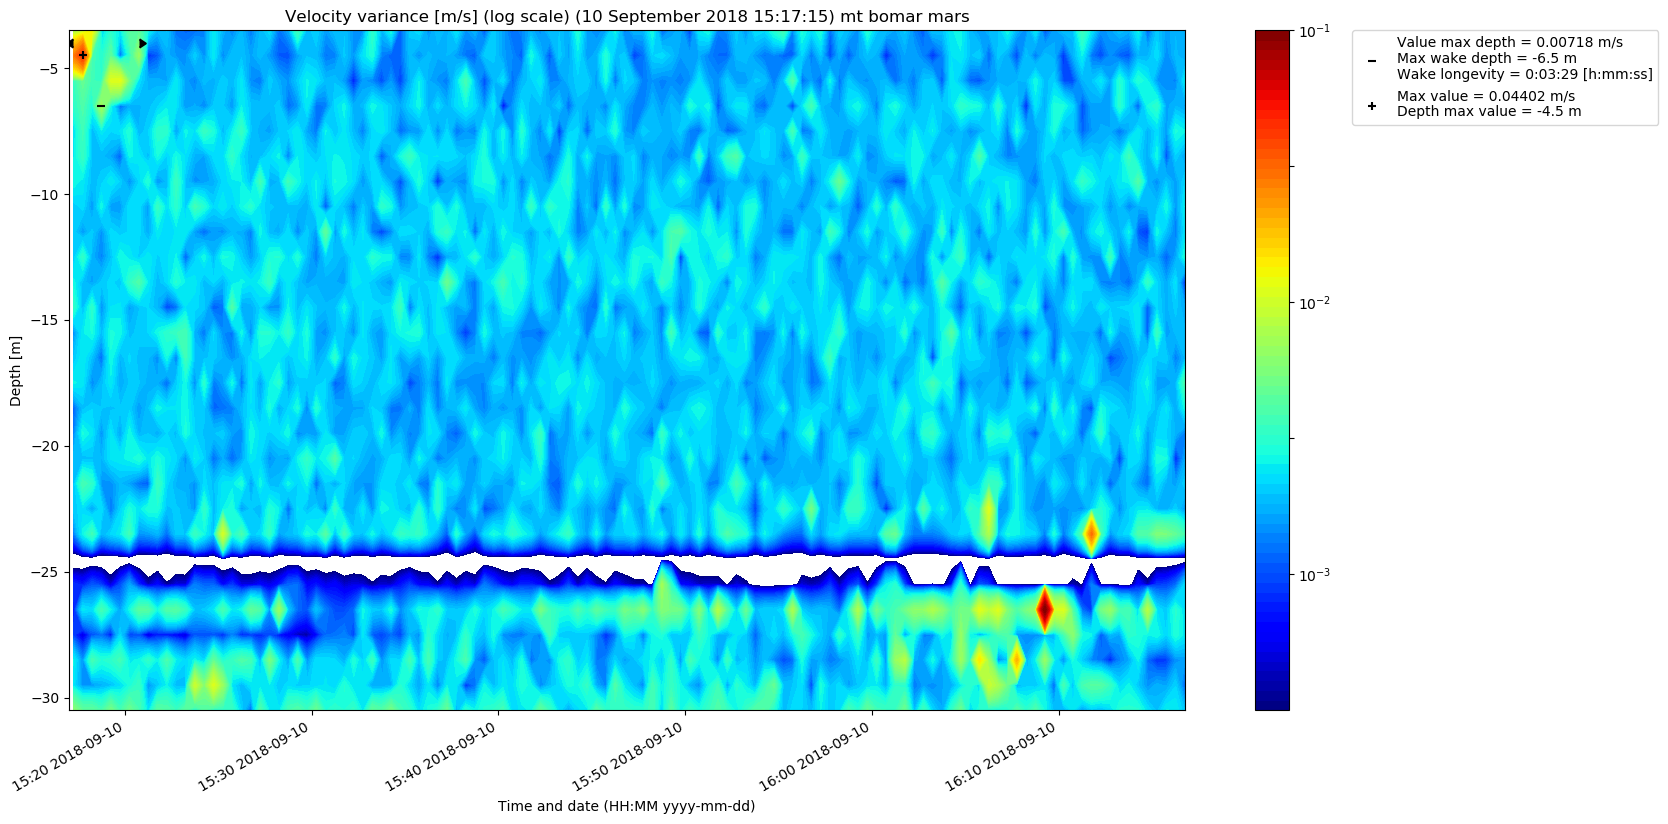 Velocity variance [m/s] (log scale) (10 September 2018 15:17:15) mt bomar mars
Value max depth = 0.00718 m/s
Max wake depth = -6.5 m
Wake longevity = 0:03:29 [h:mm:ss]
Max value = 0.04402 m/s
Depth max value = -4.5 m
10⁻¹
10⁻²
10⁻³
Depth [m]
−5
−10
−15
−20
−25
−30
15:20 2018-09-10
15:30 2018-09-10
15:40 2018-09-10
15:50 2018-09-10
16:00 2018-09-10
16:10 2018-09-10
Time and date (HH:MM yyyy-mm-dd)